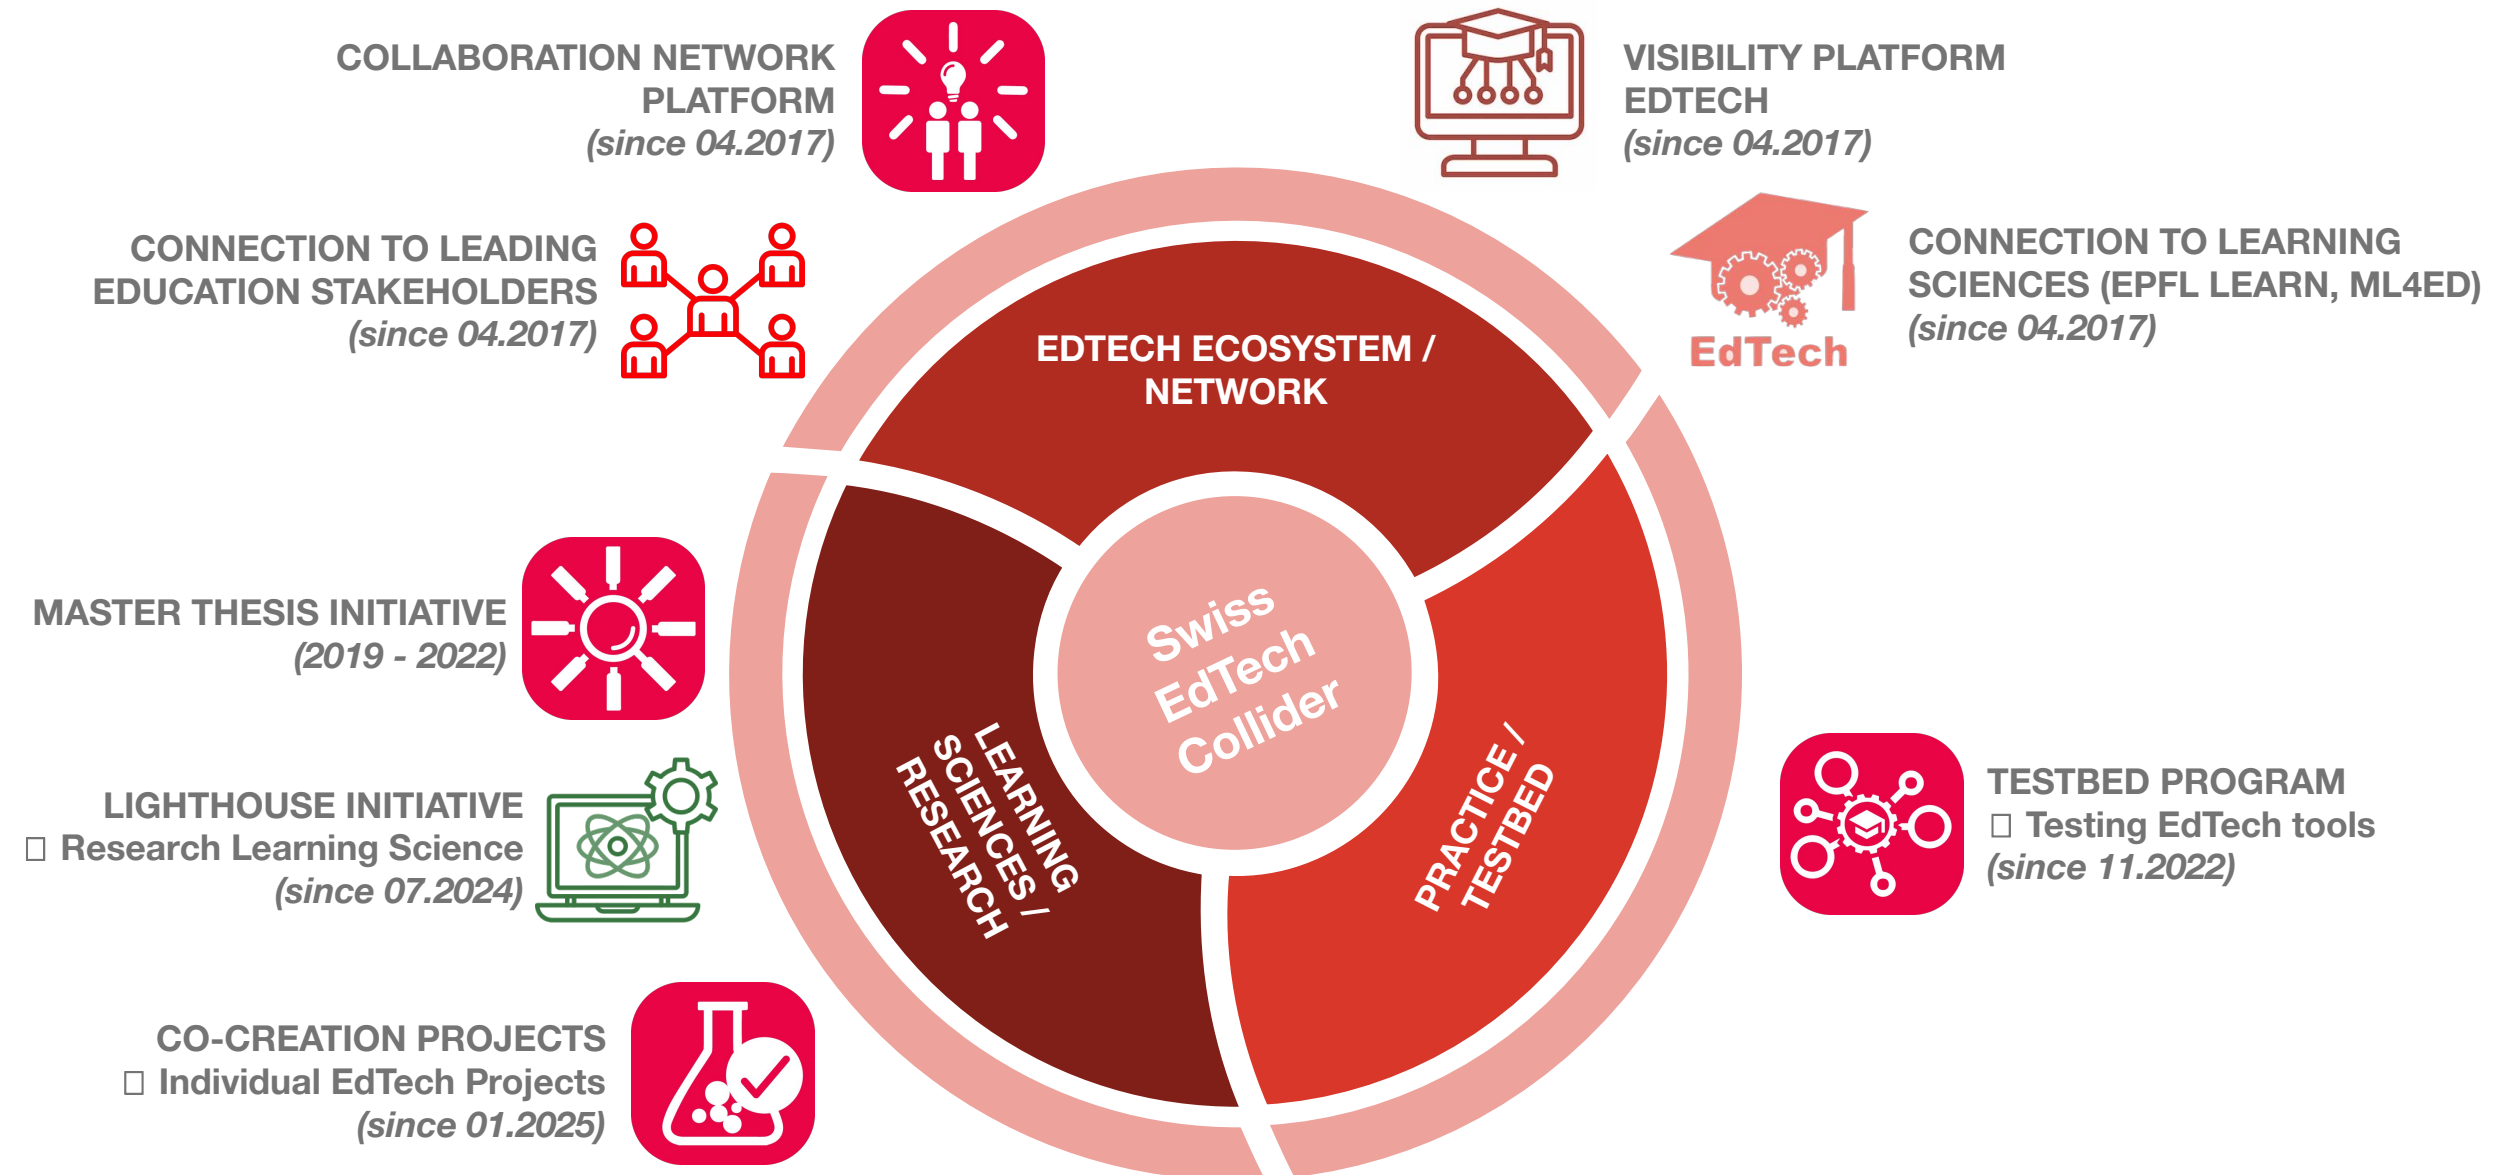 COLLABORATION NETWORK
PLATFORM
(since 04.2017)
VISIBILITY PLATFORM
EDTECH
(since 04.2017)
CONNECTION TO LEADING
EDUCATION STAKEHOLDERS
(since 04.2017)
EdTech
CONNECTION TO LEARNING
SCIENCES (EPFL LEARN, ML4ED)
(since 04.2017)
EDTECH ECOSYSTEM /
NETWORK
MASTER THESIS INITIATIVE
(2019 - 2022)
Swiss
EdTech
Collider
LEARNING
SCIENCES /
RESEARCH
PRACTICE /
TESTBED
LIGHTHOUSE INITIATIVE
Research Learning Science
(since 07.2024)
TESTBED PROGRAM
Testing EdTech tools
(since 11.2022)
CO-CREATION PROJECTS
Individual EdTech Projects
(since 01.2025)